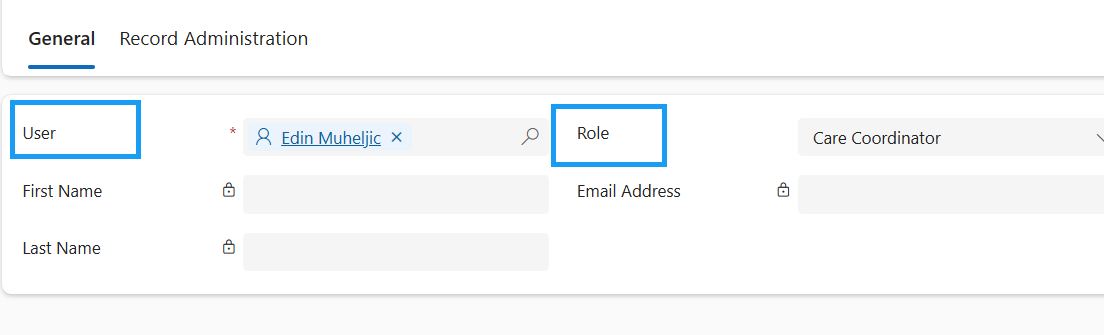 General Record Administration
User * Edin Muheljic Role Care Coordinator
First Name Email Address
Last Name